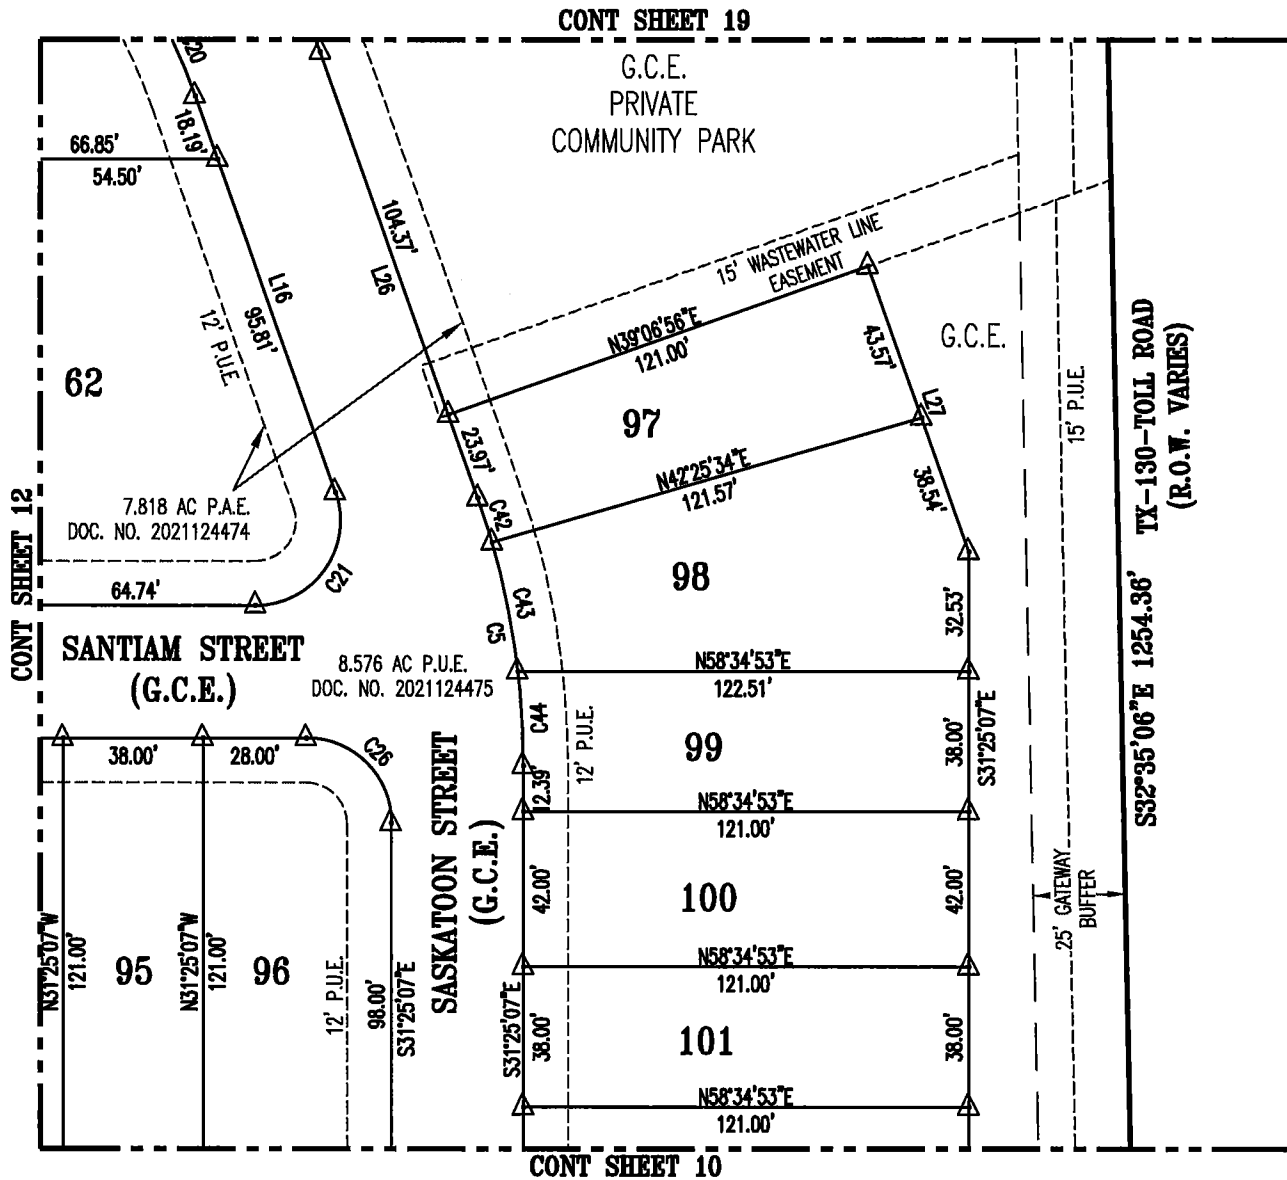 CONT SHEET 19
C20
18.19'
66.85'
54.50'
G.C.E.
PRIVATE
COMMUNITY PARK
104.37'
L26
L16
95.81'
12' P.U.E.
62
15' WASTEWATER LINE
EASEMENT
N39°06'56"E
121.00'
43.57'
G.C.E.
L27
97
23.97'
C42
N42°25'34"E
121.57'
38.54'
15' P.U.E.
TX-130-TOLL ROAD
(R.O.W. VARIES)
S32°35'06"E 1254.36'
7.818 AC P.A.E.
DOC. NO. 2021124474
CONT SHEET 12
64.74'
C21
98
C43
C5
32.53'
SANTIAM STREET
(G.C.E.)
8.576 AC P.U.E.
DOC. NO. 2021124475
N58°34'53"E
122.51'
C44
99
38.00'
S31°25'07"E
38.00'
28.00'
C26
12' P.U.E.
12.39'
N58°34'53"E
121.00'
SASKATOON STREET
(G.C.E.)
42.00'
100
42.00'
25' GATEWAY
BUFFER
N31°25'07"W
121.00'
95
N31°25'07"W
121.00'
96
12' P.U.E.
98.00'
S31°25'07"E
N58°34'53"E
121.00'
S31°25'07"E
38.00'
101
38.00'
N58°34'53"E
121.00'
CONT SHEET 10